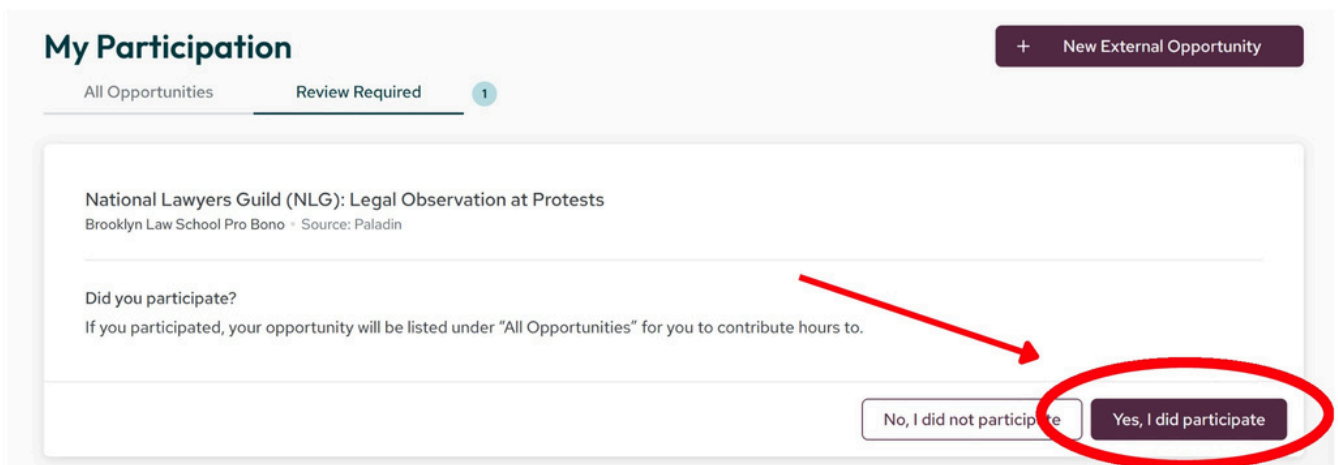 My Participation
+ New External Opportunity
All Opportunities Review Required 1
National Lawyers Guild (NLG): Legal Observation at Protests
Brooklyn Law School Pro Bono • Source: Paladin
Did you participate?
If you participated, your opportunity will be listed under “All Opportunities” for you to contribute hours to.
No, I did not participate Yes, I did participate